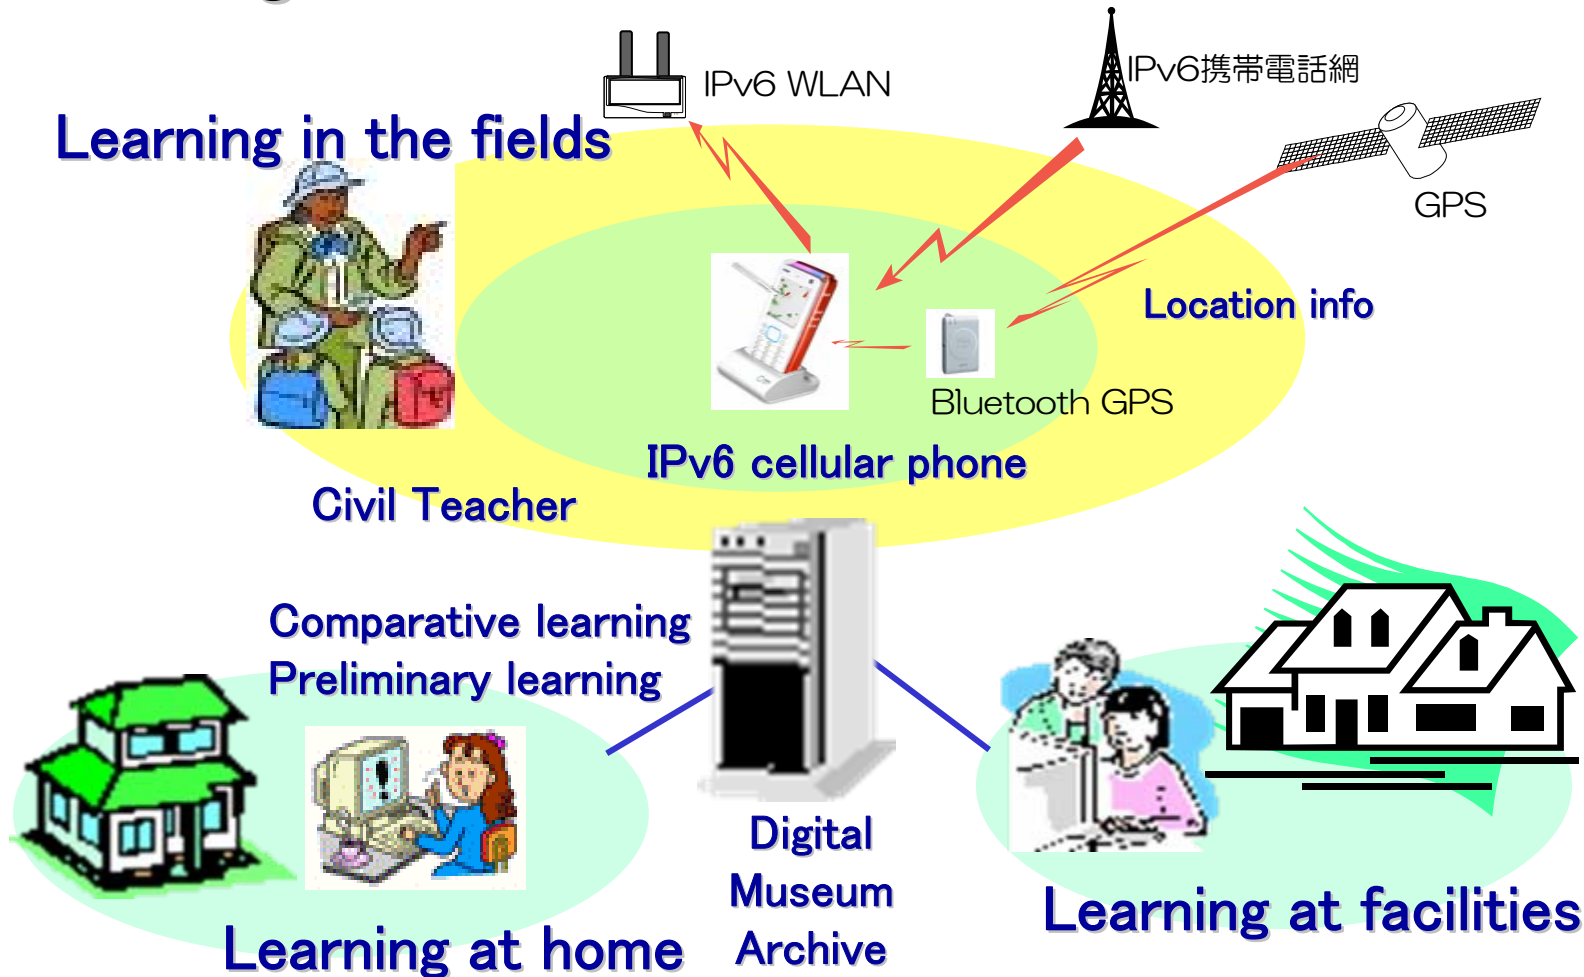 IPv6 WLAN
IPv6携帯電話網
Learning in the fields
GPS
Location info
Bluetooth GPS
IPv6 cellular phone
Civil Teacher
Comparative learning
Preliminary learning
Digital
Museum
Archive
Learning at facilities
Learning at home